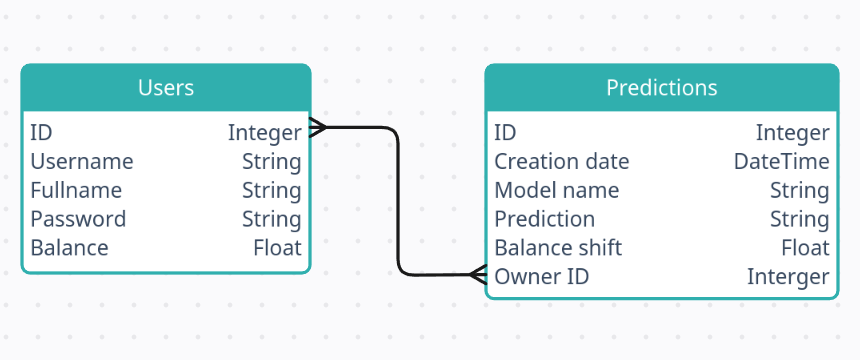 Users
ID Integer
Username String
Fullname String
Password String
Balance Float
Predictions
ID Integer
Creation date DateTime
Model name String
Prediction String
Balance shift Float
Owner ID Interger